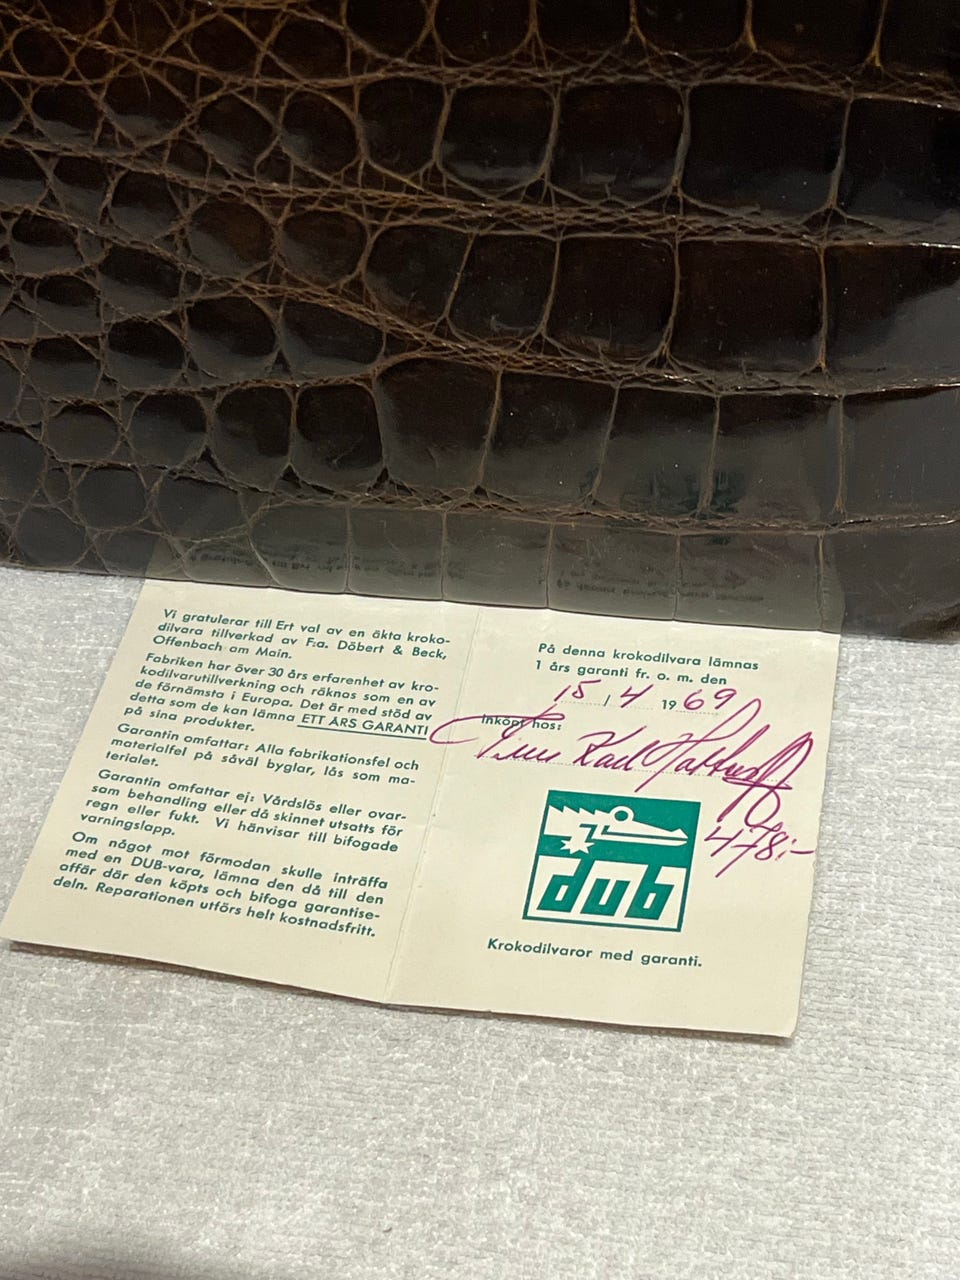 Vi gratulerar till Ert val av en äkta kroko-
dilvara tillverkad av F:a. Döbert & Beck,
Offenbach am Main.
Fabriken har över 30 års erfarenhet av kro-
kodilvarutillverkning och räknas som en av
de förnämsta i Europa. Det är med stöd av
detta som de kan lämna ETT ÅRS GARANTI
på sina produkter.
Garantin omfattar: Alla fabrikationsfel och
materialfel på såväl byglar, lås som ma-
terialet.
Garantin omfattar ej: Vårdslös eller ovar-
sam behandling eller då skinnet utsatts för
regn eller fukt. Vi hänvisar till bifogade
varningslapp.
Om något mot förmodan skulle inträffa
med en DUB-vara, lämna den då till den
affär där den köpts och bifoga garantise-
deln. Reparationen utförs helt kostnadsfritt.
På denna krokodilvara lämnas
1 års garanti fr. o. m. den
15 / 4 1969
Inköpt hos:
Karl
478:-
dub
Krokodilvaror med garanti.